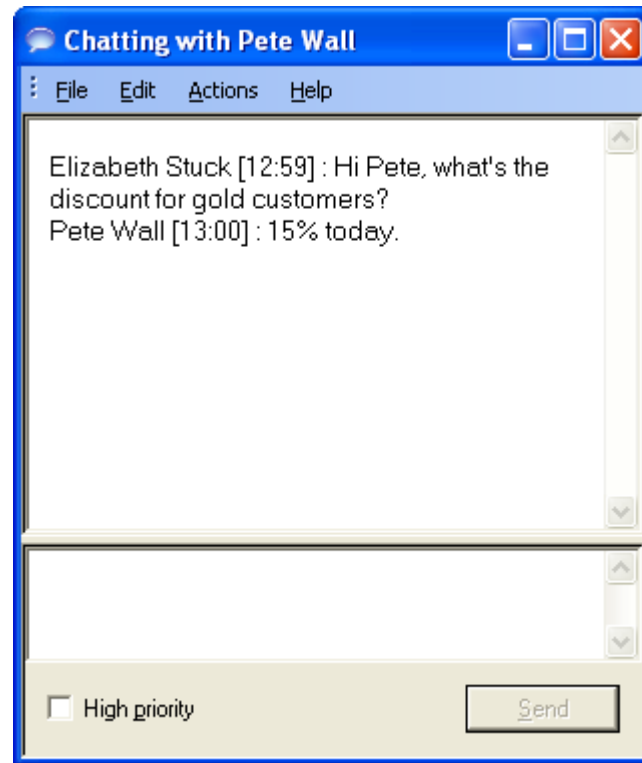 Chatting with Pete Wall
File Edit Actions Help
Elizabeth Stuck [12:59] : Hi Pete, what's the
discount for gold customers?
Pete Wall [13:00] : 15% today.
High priority
Send